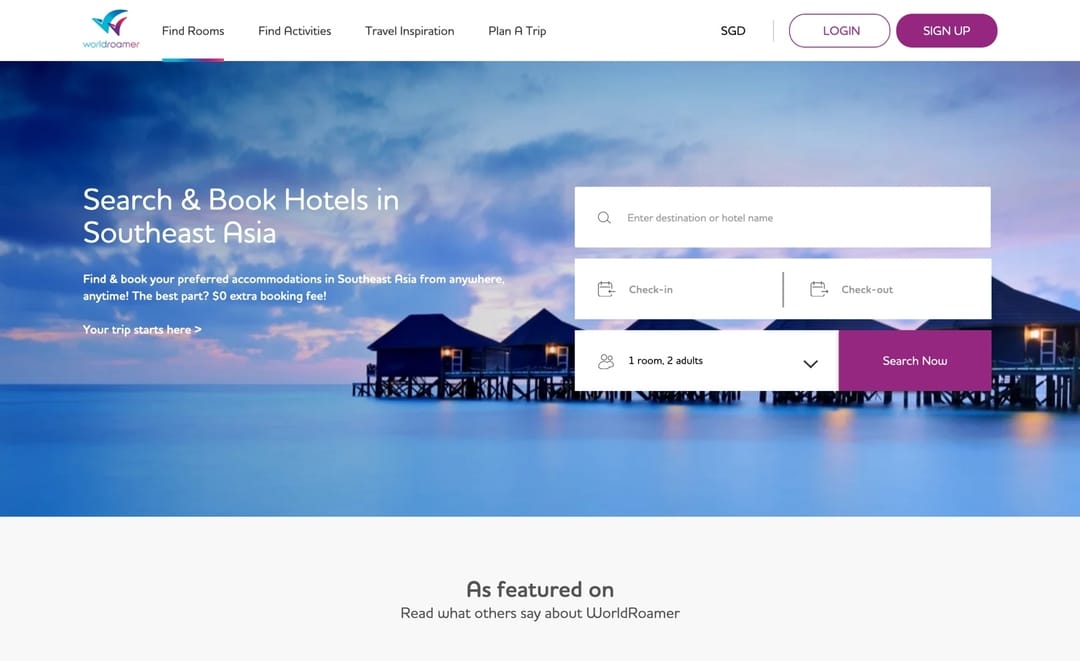 worldroamer
Find Rooms
Find Activities
Travel Inspiration
Plan A Trip
SGD
LOGIN
SIGN UP
Search & Book Hotels in
Southeast Asia
Find & book your preferred accommodations in Southeast Asia from anywhere,
anytime! The best part? $0 extra booking fee!
Your trip starts here >
Enter destination or hotel name
Check-in
Check-out
1 room, 2 adults
Search Now
As featured on
Read what others say about WorldRoamer